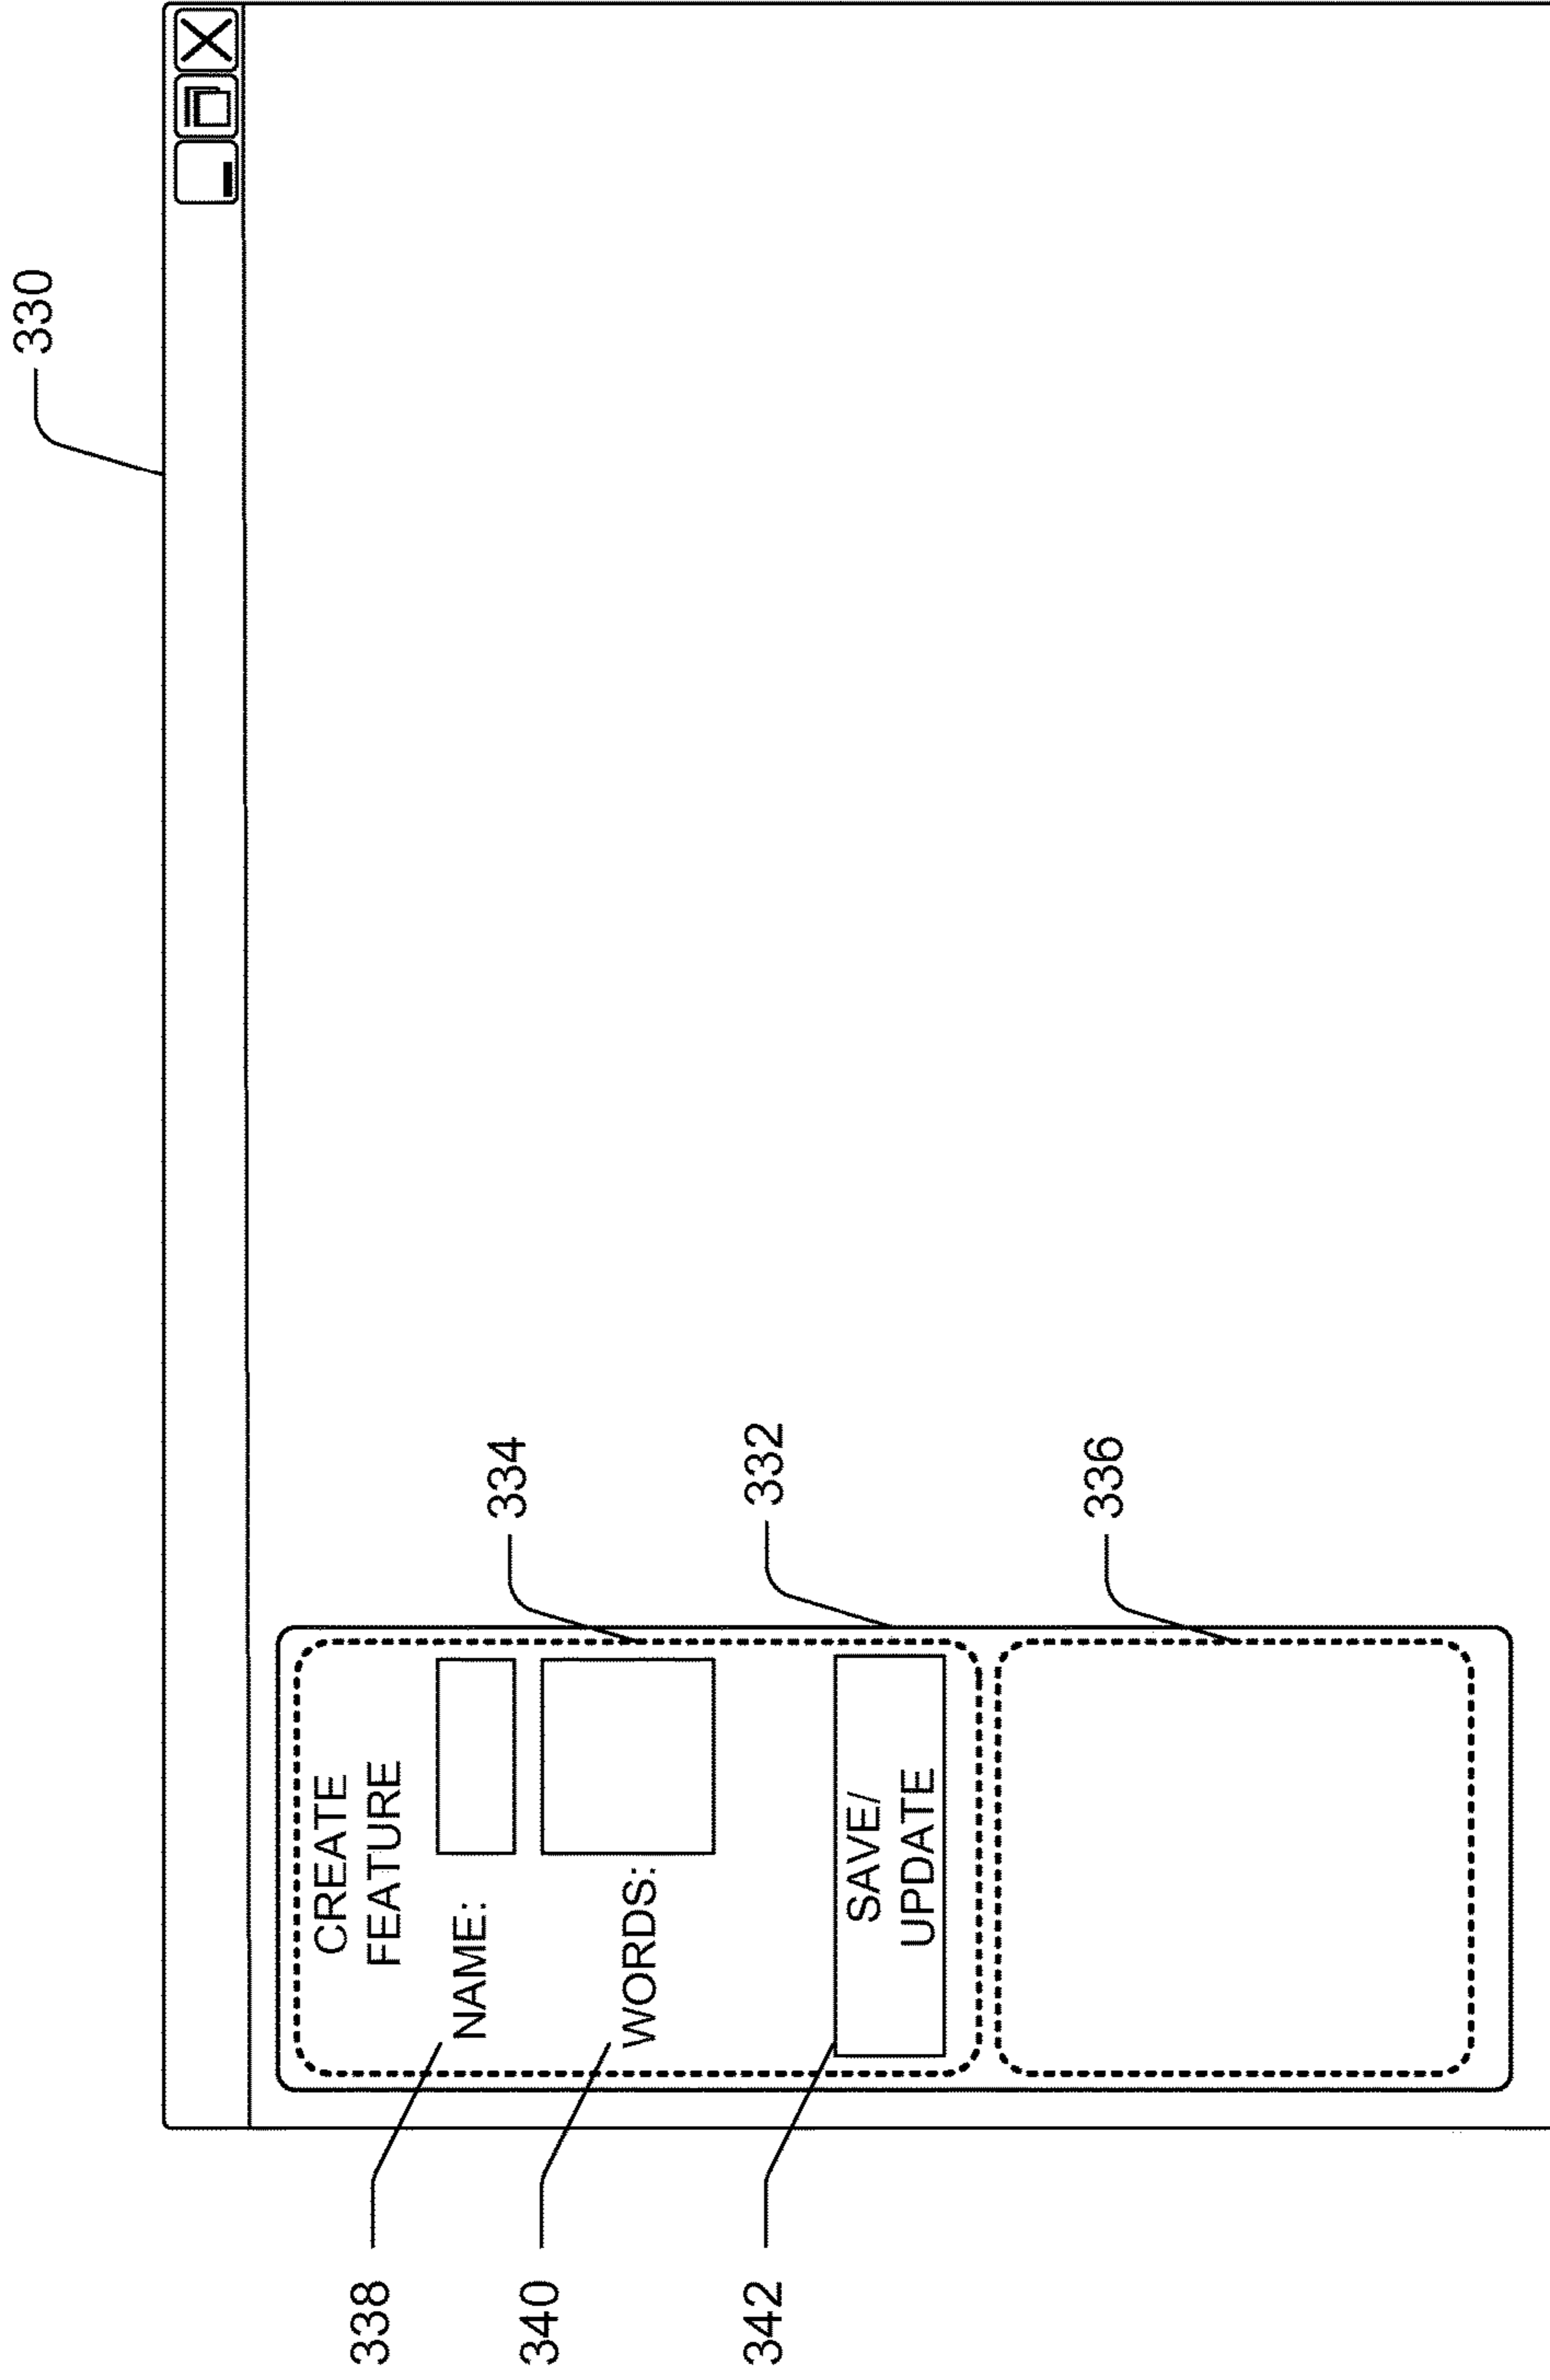 330
CREATE
FEATURE
334
338
NAME:
340
WORDS:
332
342
SAVE/
UPDATE
336